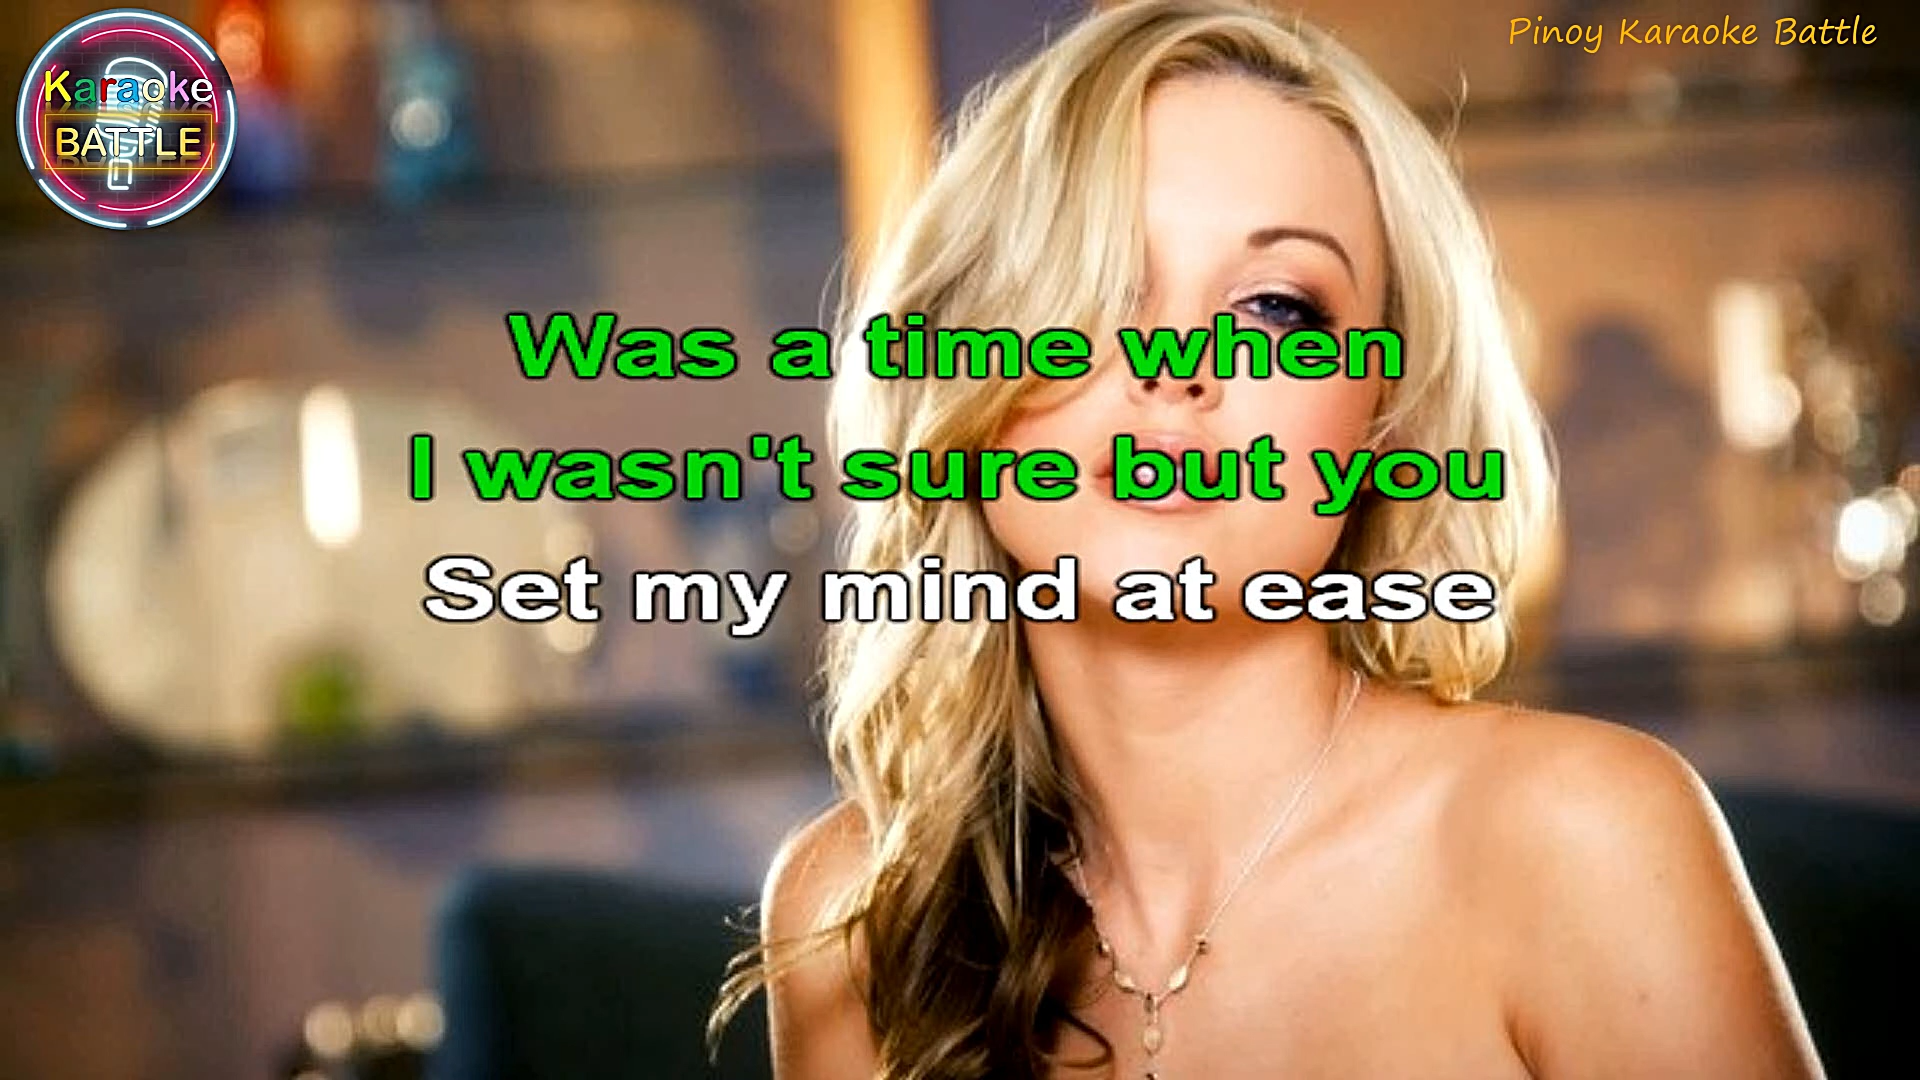 Karaoke
BATTLE
Pinoy Karaoke Battle
Was a time when
I wasn't sure but you
Set my mind at ease